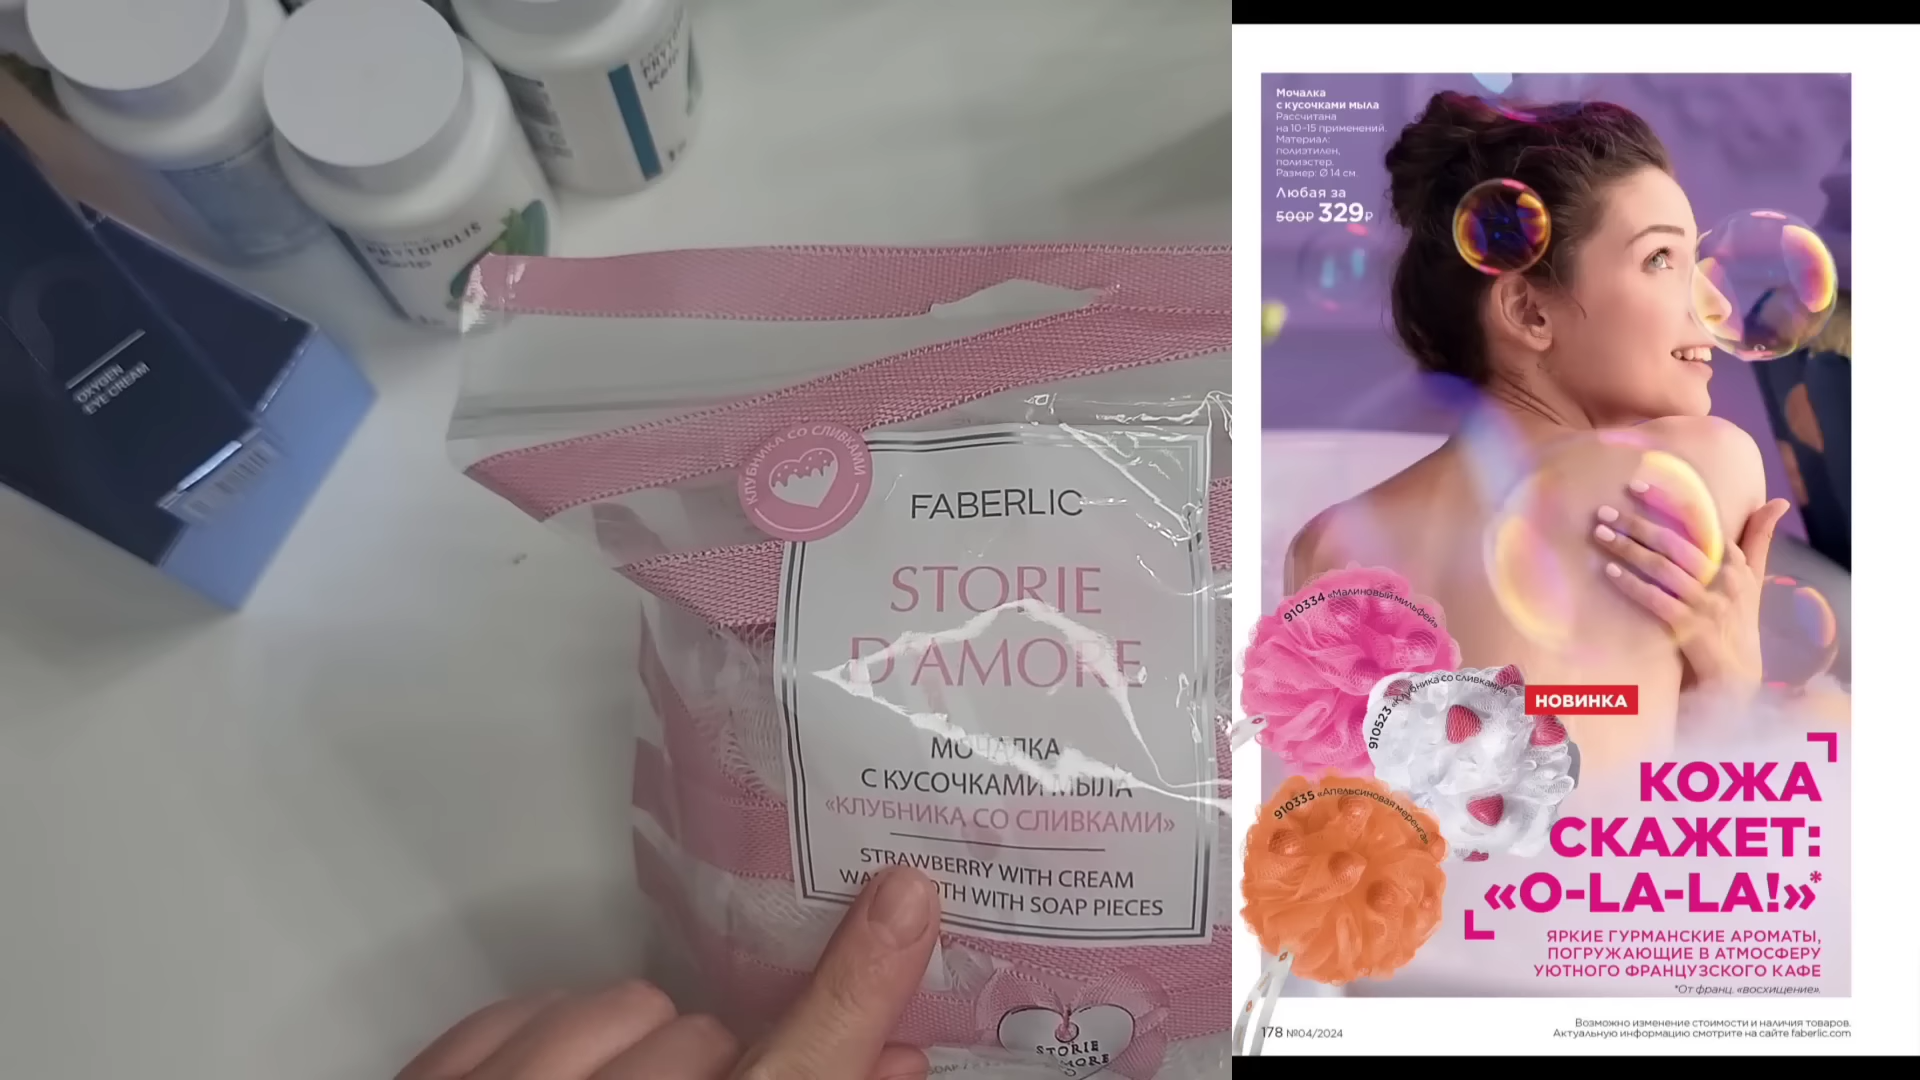 PHYTOPOLIS
Kelp
OXYGEN
EYE CREAM
КЛУБНИКА СО СЛИВКАМИ
FABERLIC
STORIE
D'AMORE
МОЧАЛКА
С КУСОЧКАМИ МЫЛА
«КЛУБНИКА СО СЛИВКАМИ»
STRAWBERRY WITH CREAM
WITH SOAP PIECES
STORIE
Мочалка
с кусочками мыла
Рассчитана
на 10-15 применений.
Материал:
полиэтилен,
полиэстер.
Размер: Ø 14 см.
Любая за
500₽ 329₽
910334 «Малиновый мильфей»
910523 «Клубника со сливками»
910335 «Апельсиновая меренга»
НОВИНКА
КОЖА
СКАЖЕТ:
«O-LA-LA!»*
ЯРКИЕ ГУРМАНСКИЕ АРОМАТЫ,
ПОГРУЖАЮЩИЕ В АТМОСФЕРУ
УЮТНОГО ФРАНЦУЗСКОГО КАФЕ
*От франц. «восхищение».
178 №04/2024
Возможно изменение стоимости и наличия товаров.
Актуальную информацию смотрите на сайте faberlic.com